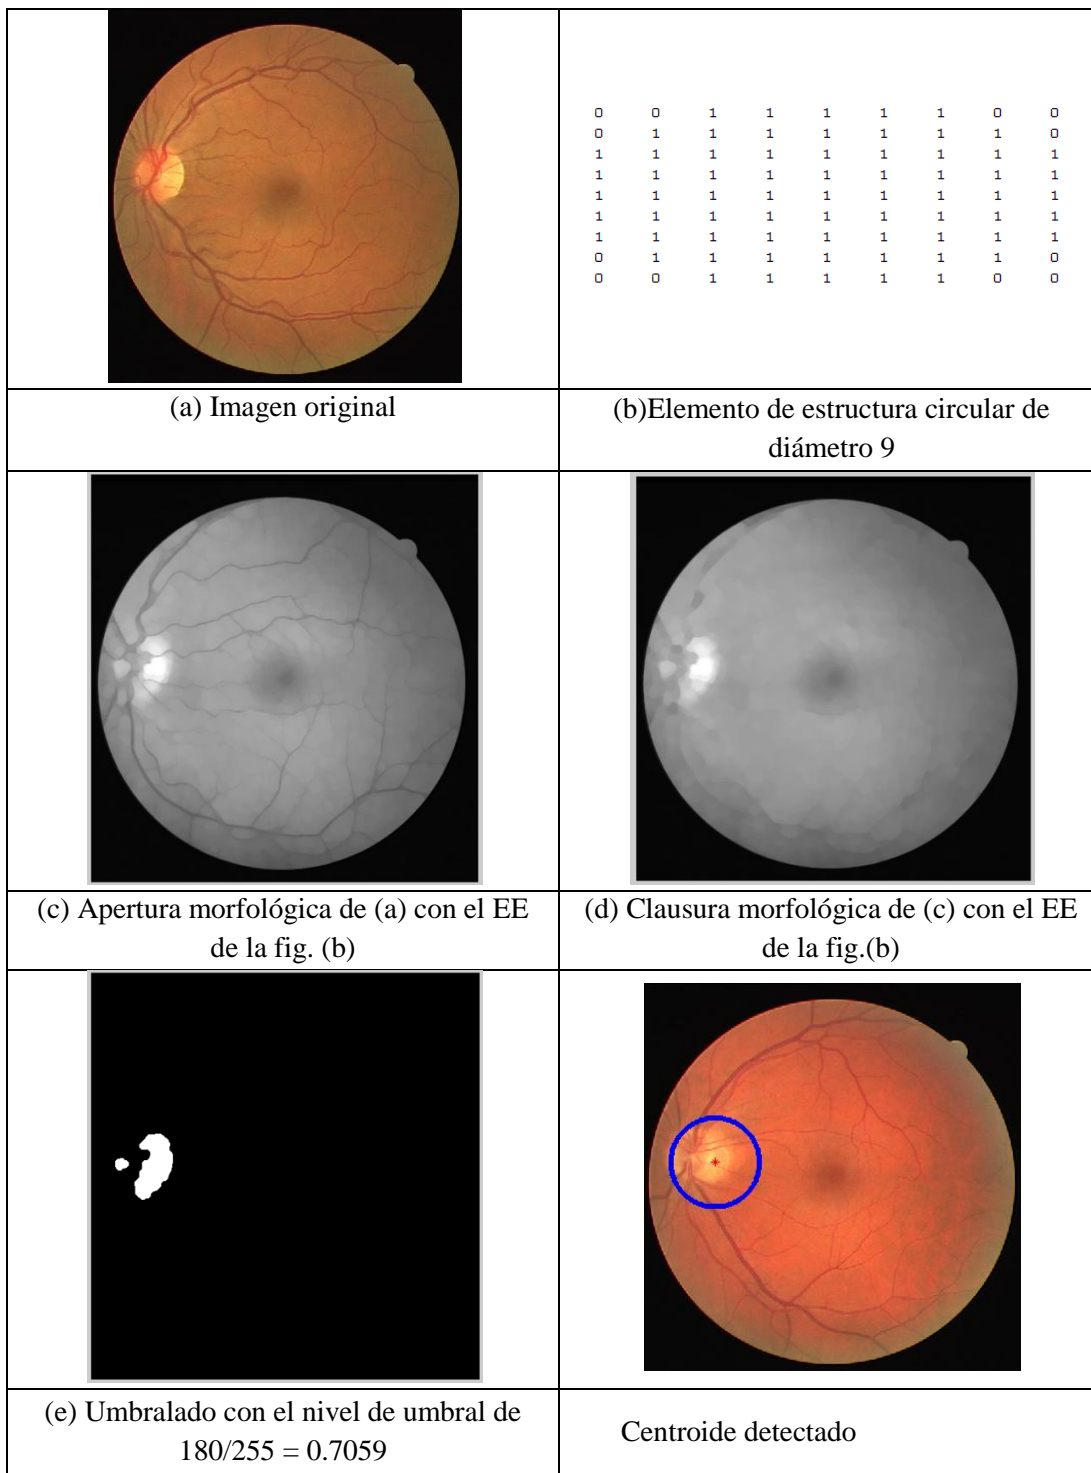 0 0 1 1 1 1 1 0 0
0 1 1 1 1 1 1 1 0
1 1 1 1 1 1 1 1 1
1 1 1 1 1 1 1 1 1
1 1 1 1 1 1 1 1 1
1 1 1 1 1 1 1 1 1
1 1 1 1 1 1 1 1 1
0 1 1 1 1 1 1 1 0
0 0 1 1 1 1 1 0 0
(a) Imagen original
(b)Elemento de estructura circular de
diámetro 9
(c) Apertura morfológica de (a) con el EE
de la fig. (b)
(d) Clausura morfológica de (c) con el EE
de la fig.(b)
(e) Umbralado con el nivel de umbral de
180/255 = 0.7059
Centroide detectado